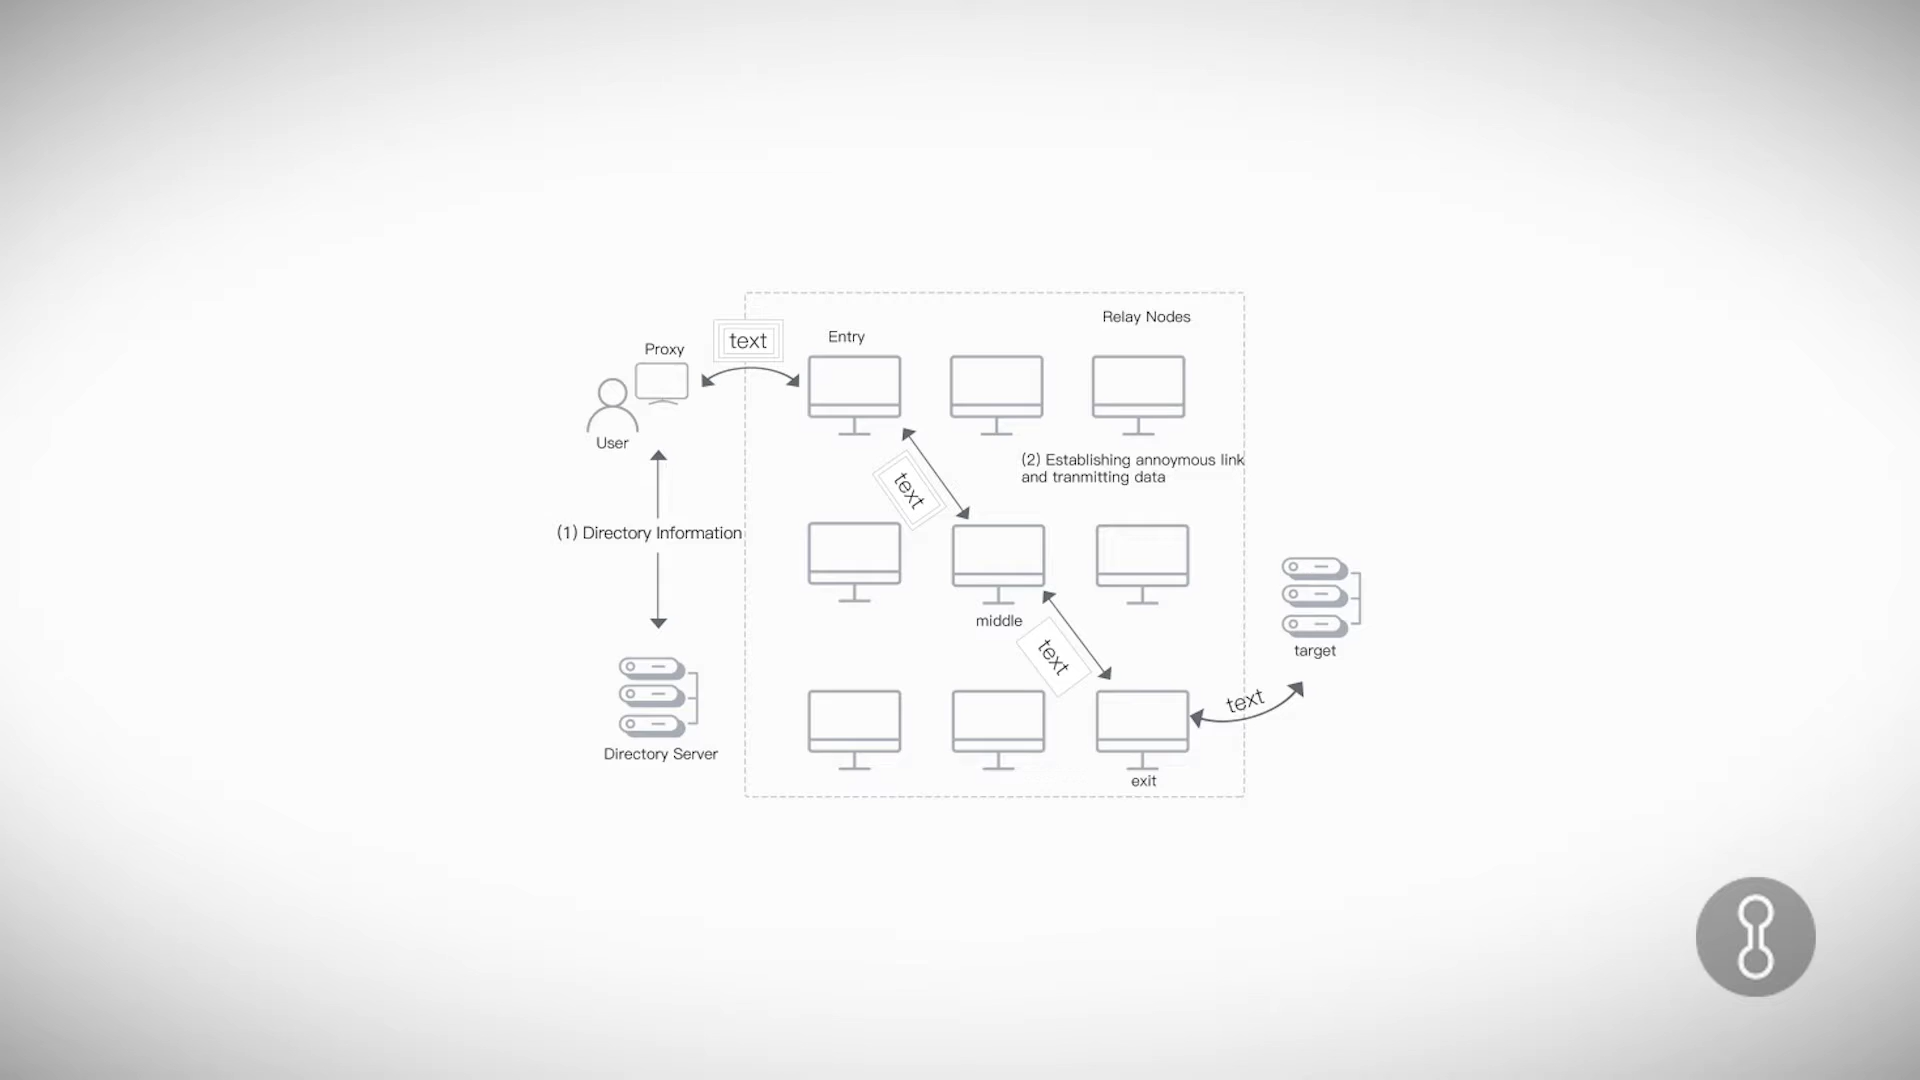 Relay Nodes
Entry
text
Proxy
User
(2) Establishing annoymous link
and tranmitting data
text
(1) Directory Information
middle
text
target
text
Directory Server
exit